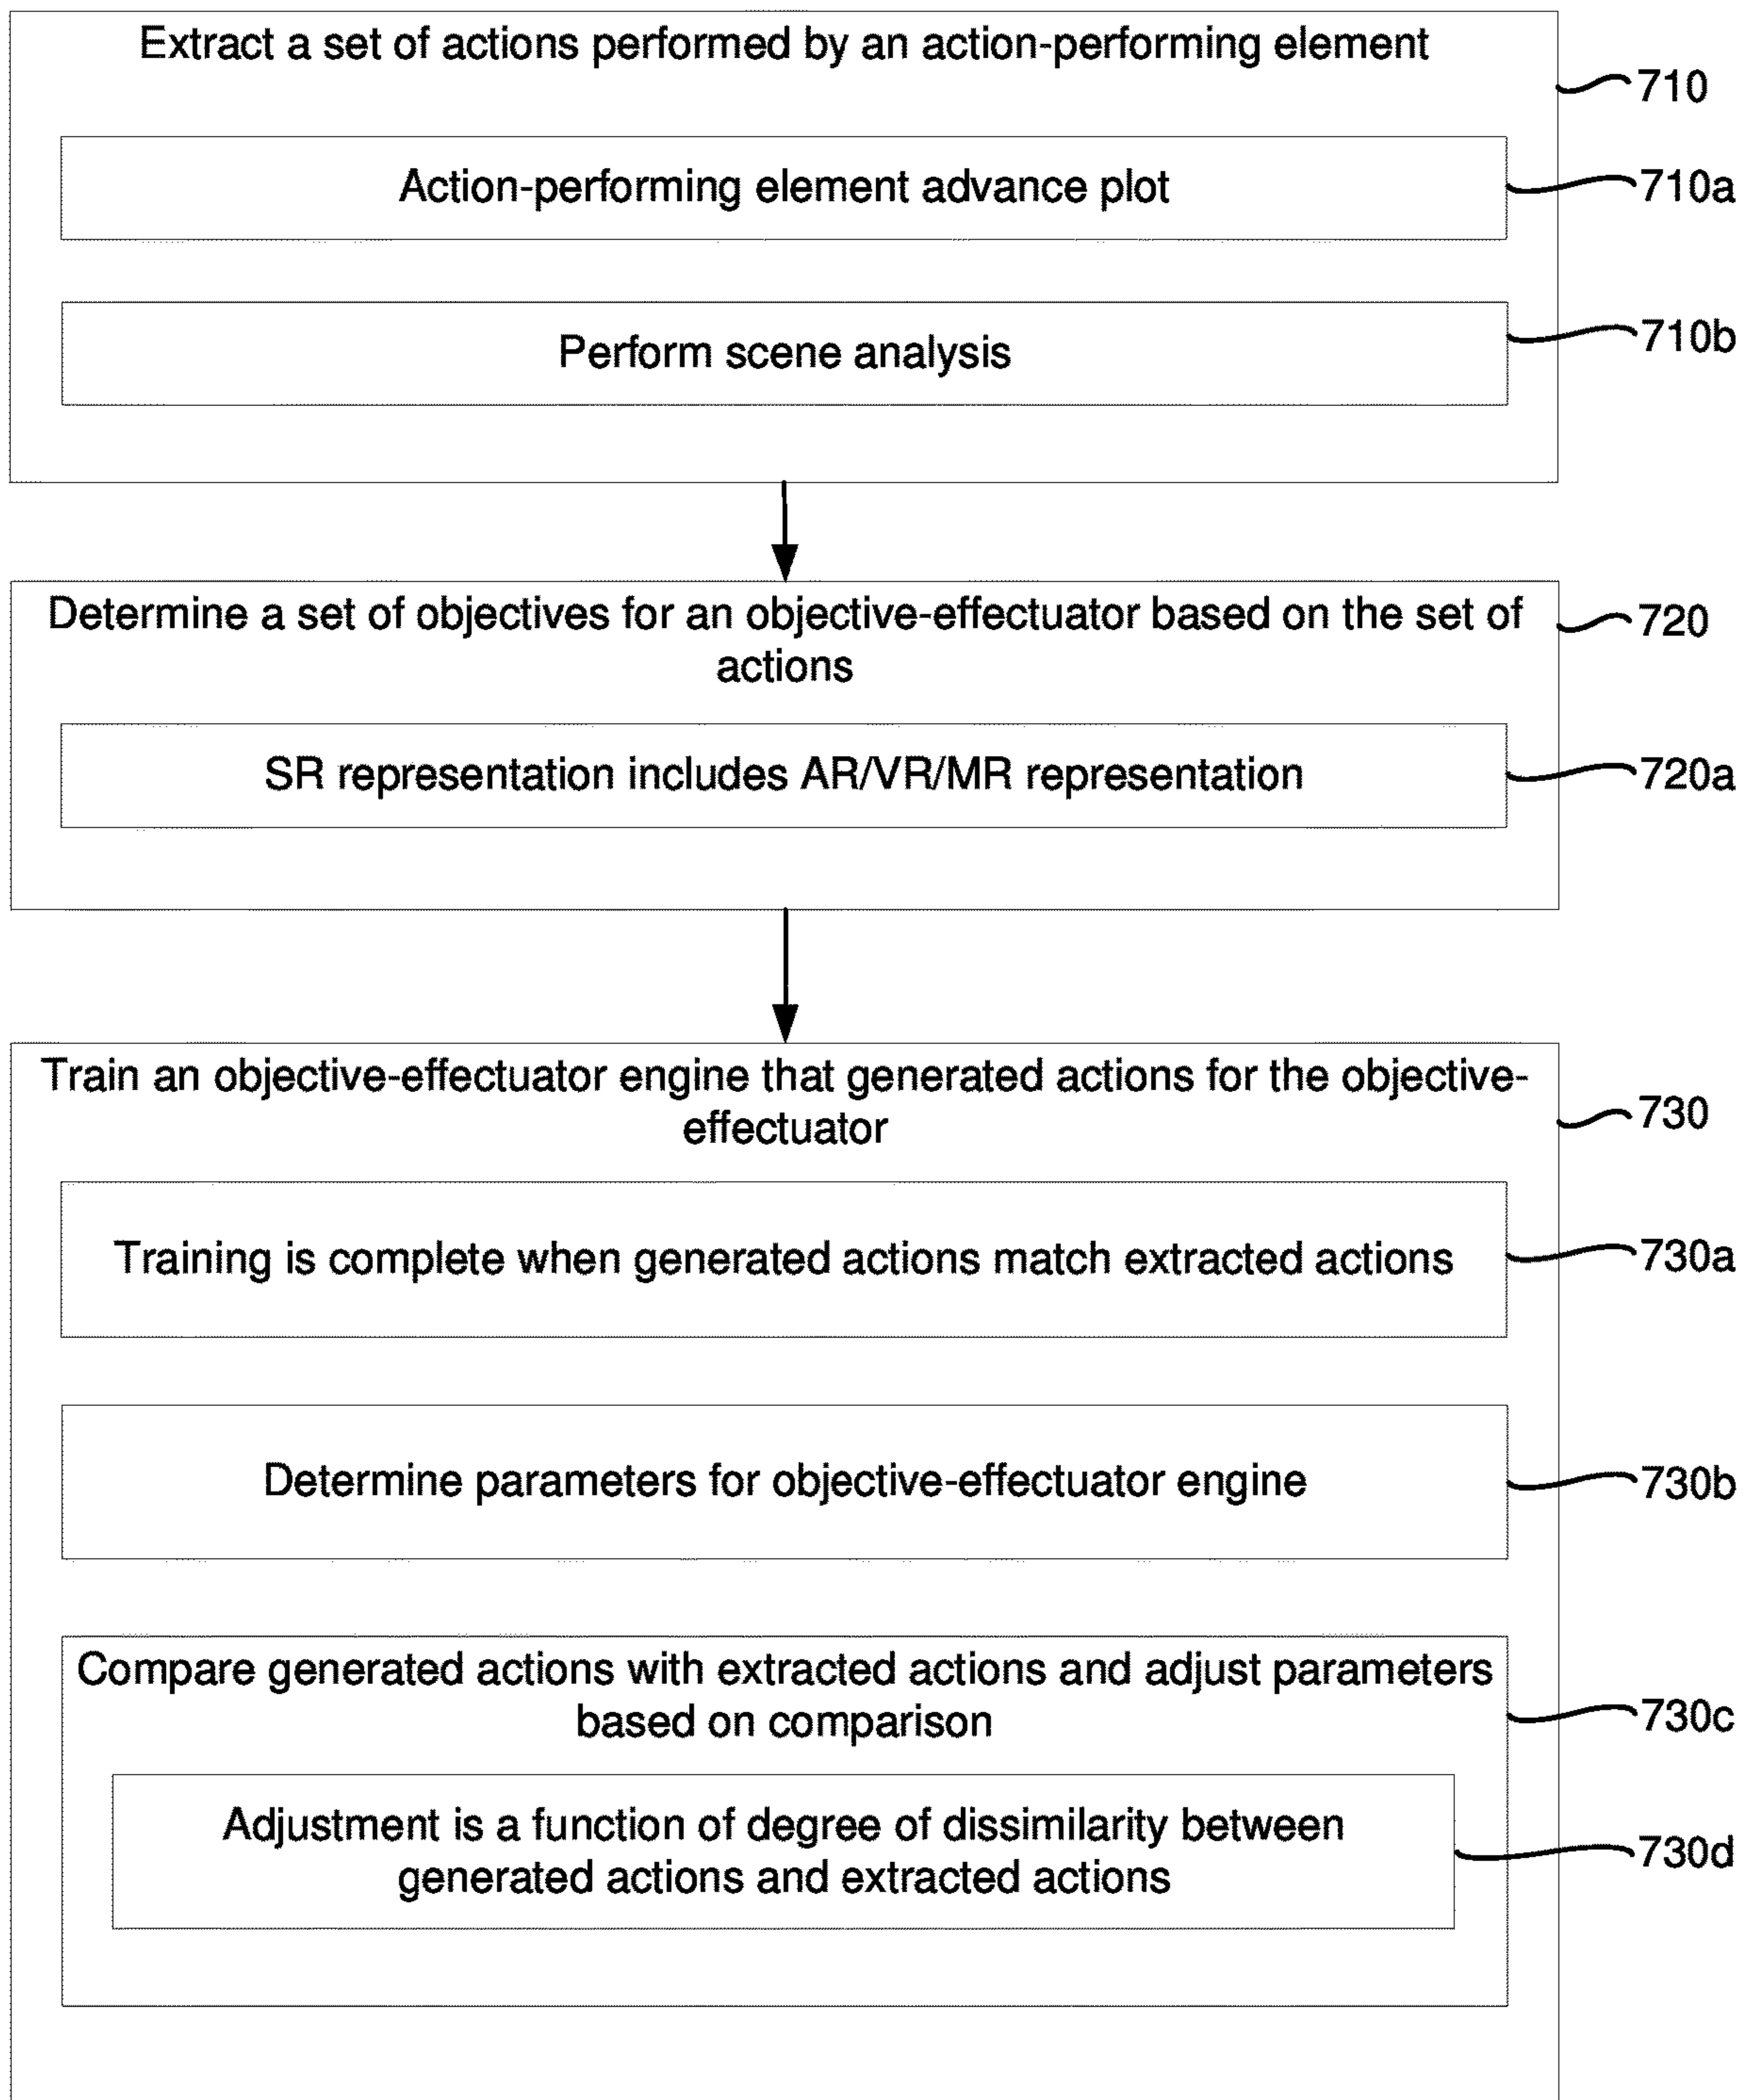 Extract a set of actions performed by an action-performing element
710
Action-performing element advance plot
710a
Perform scene analysis
710b
Determine a set of objectives for an objective-effectuator based on the set of
actions
720
SR representation includes AR/VR/MR representation
720a
Train an objective-effectuator engine that generated actions for the objective-
effectuator
730
Training is complete when generated actions match extracted actions
730a
Determine parameters for objective-effectuator engine
730b
Compare generated actions with extracted actions and adjust parameters
based on comparison
730c
Adjustment is a function of degree of dissimilarity between
generated actions and extracted actions
730d